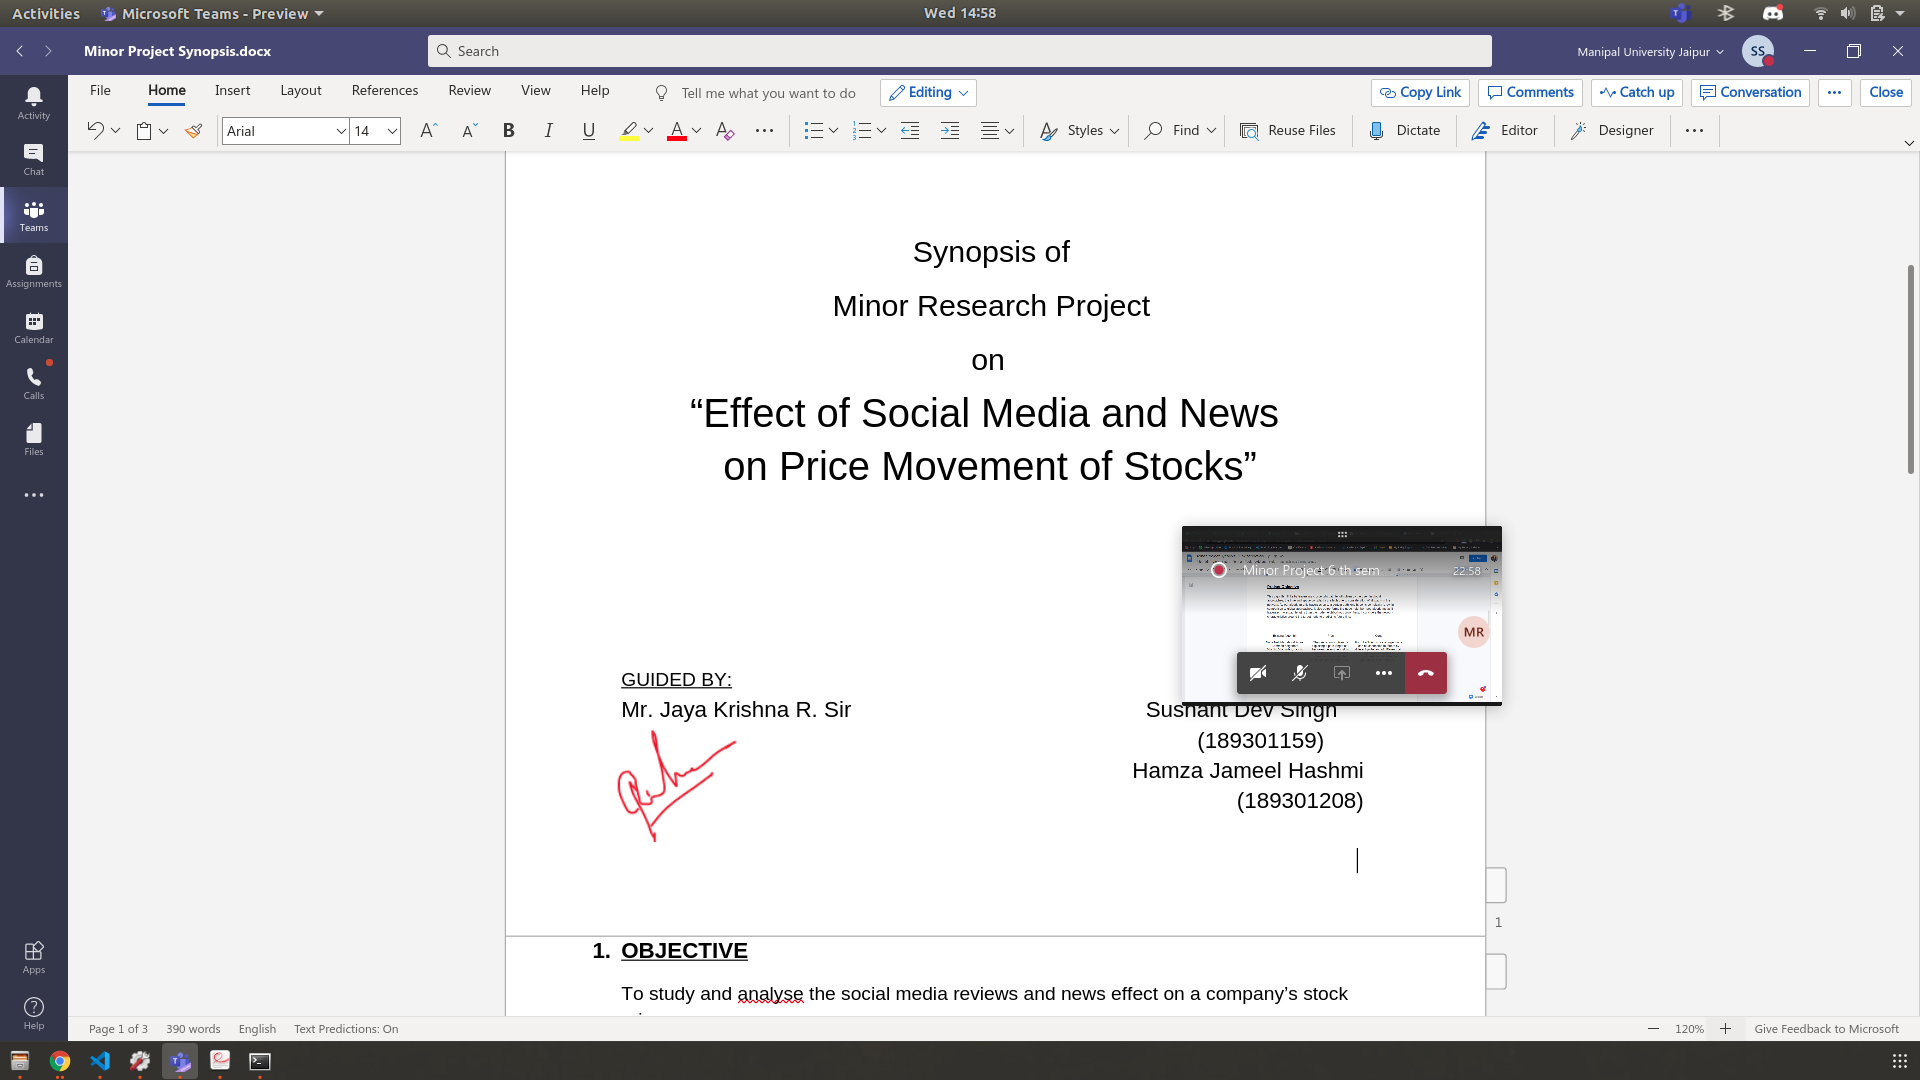 Activities Microsoft Teams - Preview Wed 14:58
Minor Project Synopsis.docx Search Manipal University Jaipur SS
File Home Insert Layout References Review View Help Tell me what you want to do Editing Copy Link Comments Catch up Conversation Close
Arial 14 B I U A Styles Find Reuse Files Dictate Editor Designer
Activity
Chat
Teams
Assignments
Calendar
Calls
Files
Apps
Help
Synopsis of
Minor Research Project
on
“Effect of Social Media and News
on Price Movement of Stocks”
Minor Project 6 th sem 22:58
MR
GUIDED BY:
Mr. Jaya Krishna R. Sir Sushant Dev Singh
(189301159)
Hamza Jameel Hashmi
(189301208)
1
1. OBJECTIVE
To study and analyse the social media reviews and news effect on a company’s stock
Page 1 of 3 390 words English Text Predictions: On 120% Give Feedback to Microsoft